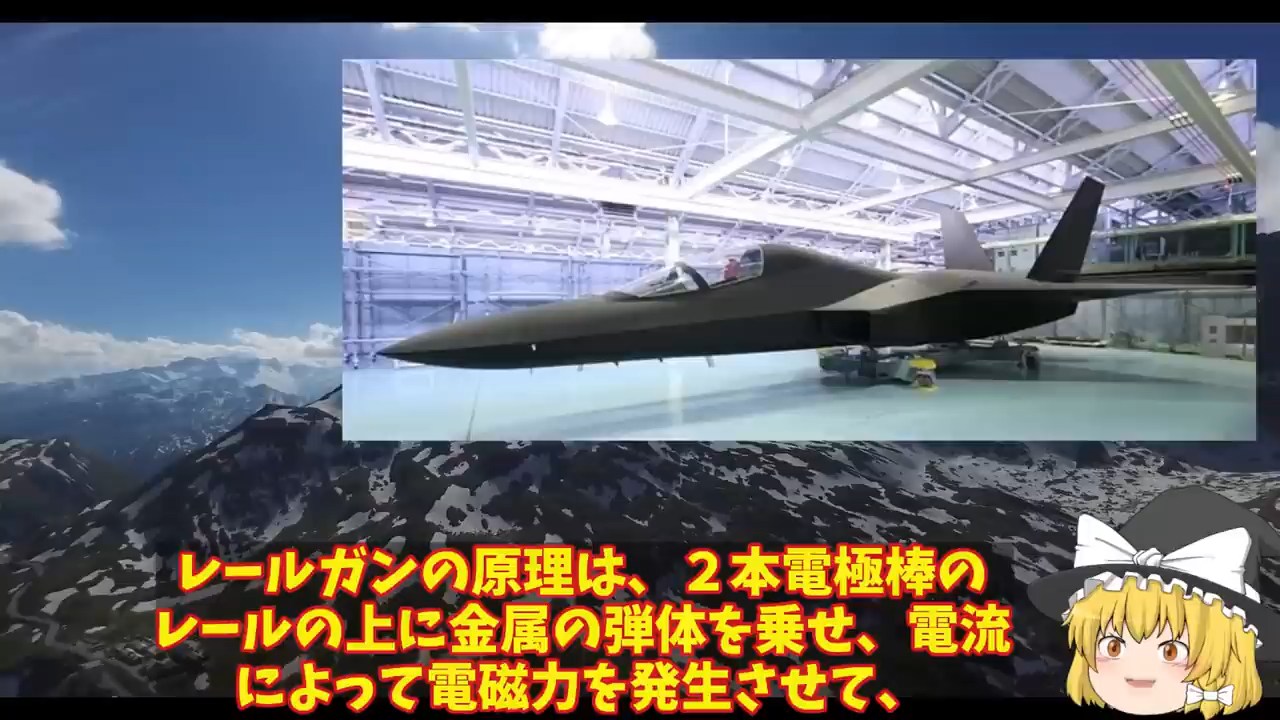 レールガンの原理は、２本電極棒の
レールの上に金属の弾体を乗せ、電流
によって電磁力を発生させて、